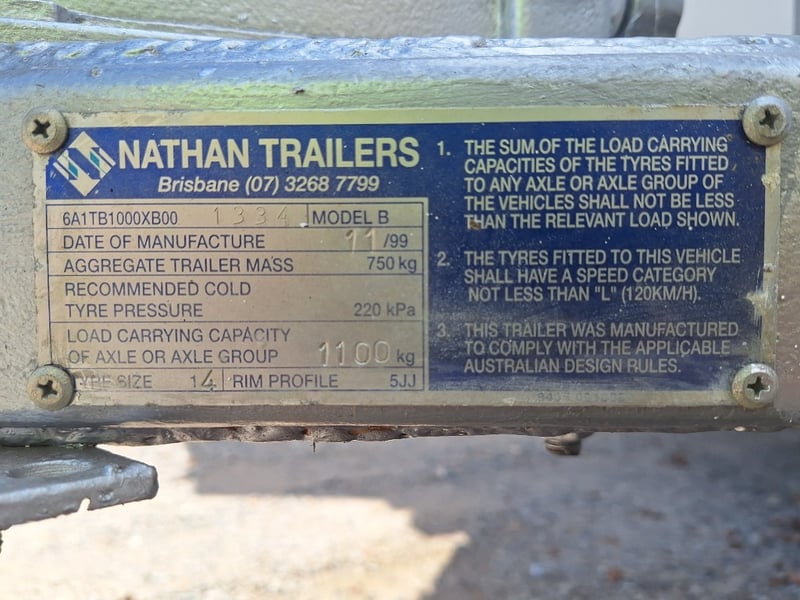 NATHAN TRAILERS
Brisbane (07) 3268 7799
6A1TB1000XB00 1334 MODEL B
DATE OF MANUFACTURE 11/99
AGGREGATE TRAILER MASS 750 kg
RECOMMENDED COLD
TYRE PRESSURE 220 kPa
LOAD CARRYING CAPACITY
OF AXLE OR AXLE GROUP 1100 kg
TYRE SIZE 14 RIM PROFILE 5JJ
1. THE SUM.OF THE LOAD CARRYING
CAPACITIES OF THE TYRES FITTED
TO ANY AXLE OR AXLE GROUP OF
THE VEHICLES SHALL NOT BE LESS
THAN THE RELEVANT LOAD SHOWN.
2. THE TYRES FITTED TO THIS VEHICLE
SHALL HAVE A SPEED CATEGORY
NOT LESS THAN "L" (120KM/H).
3. THIS TRAILER WAS MANUFACTURED
TO COMPLY WITH THE APPLICABLE
AUSTRALIAN DESIGN RULES.